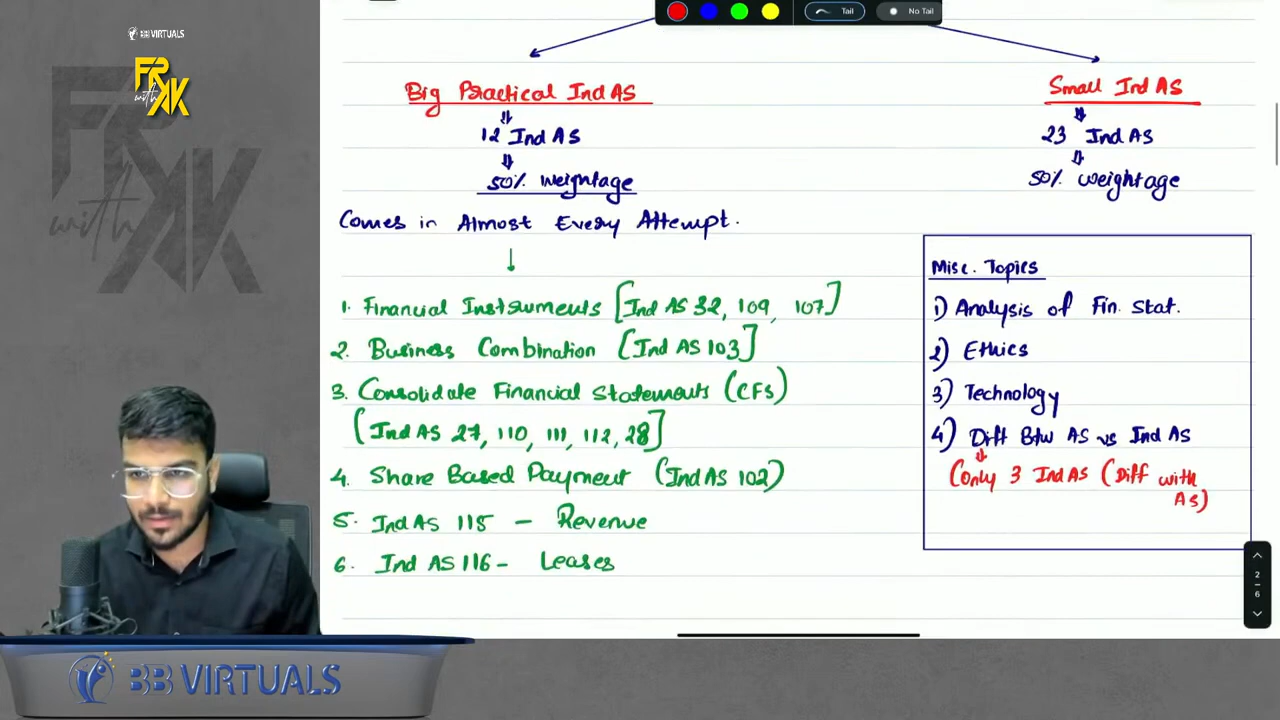 BB VIRTUALS
FR
with
AK
FR
with
AK
Tail
No Tail
Big Practical Ind AS
Small Ind AS
12 Ind AS
23 Ind AS
50% Weightage
50% weightage
Comes in Almost Every Attempt.
1. Financial Instruments [Ind AS 32, 109, 107]
2. Business Combination [Ind AS 103]
3. Consolidate Financial Statements (CFS)
[Ind AS 27, 110, 111, 112, 28]
4. Share Based Payment (Ind AS 102)
5. Ind AS 115 - Revenue
6. Ind AS 116 - Leases
Misc. Topics
1) Analysis of Fin. Stat.
2) Ethics
3) Technology
4) Diff Btw AS vs Ind AS
(Only 3 Ind AS (Diff with
AS)
2
6
BB VIRTUALS